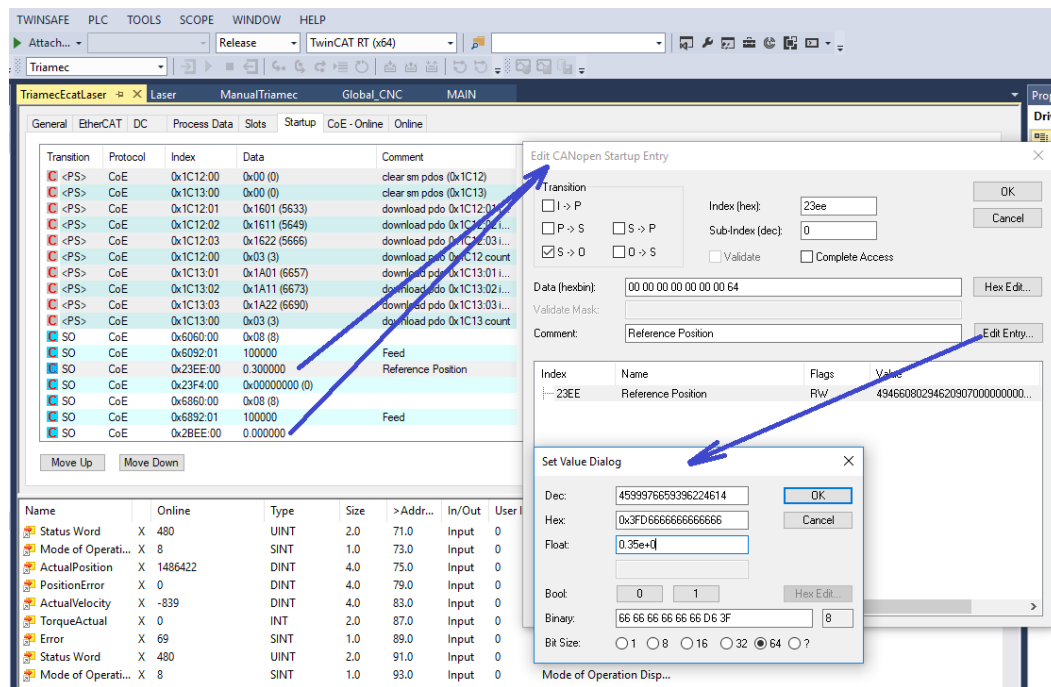 TWINSAFE PLC TOOLS SCOPE WINDOW HELP
Attach... Release TwinCAT RT (x64)
Triamec
TriamecEcatLaser Laser ManualTriamec Global_CNC MAIN
General EtherCAT DC Process Data Slots Startup CoE - Online Online
Transition Protocol Index Data Comment
C <PS> CoE 0x1C12:00 0x00 (0) clear sm pdos (0x1C12)
C <PS> CoE 0x1C13:00 0x00 (0) clear sm pdos (0x1C13)
C <PS> CoE 0x1C12:01 0x1601 (5633) download pdo 0x1C12:01 i...
C <PS> CoE 0x1C12:02 0x1611 (5649) download pdo 0x1C12:02 i...
C <PS> CoE 0x1C12:03 0x1622 (5666) download pdo 0x1C12:03 i...
C <PS> CoE 0x1C12:00 0x03 (3) download pdo 0x1C12 count
C <PS> CoE 0x1C13:01 0x1A01 (6657) download pdo 0x1C13:01 i...
C <PS> CoE 0x1C13:02 0x1A11 (6673) download pdo 0x1C13:02 i...
C <PS> CoE 0x1C13:03 0x1A22 (6690) download pdo 0x1C13:03 i...
C <PS> CoE 0x1C13:00 0x03 (3) download pdo 0x1C13 count
C SO CoE 0x6060:00 0x08 (8)
C SO CoE 0x6092:01 100000 Feed
C SO CoE 0x23EE:00 0.300000 Reference Position
C SO CoE 0x23F4:00 0x00000000 (0)
C SO CoE 0x6860:00 0x08 (8)
C SO CoE 0x6892:01 100000 Feed
C SO CoE 0x2BEE:00 0.000000
Move Up Move Down
Name Online Type Size >Addr... In/Out User
Status Word X 480 UINT 2.0 71.0 Input 0
Mode of Operati... X 8 SINT 1.0 73.0 Input 0
ActualPosition X 1486422 DINT 4.0 75.0 Input 0
PositionError X 0 DINT 4.0 79.0 Input 0
ActualVelocity X -839 DINT 4.0 83.0 Input 0
TorqueActual X 0 INT 2.0 87.0 Input 0
Error X 69 SINT 1.0 89.0 Input 0
Status Word X 480 UINT 2.0 91.0 Input 0
Mode of Operati... X 8 SINT 1.0 93.0 Input 0 Mode of Operation Disp...
Edit CANopen Startup Entry
Transition
I -> P
P -> S S -> P
S -> O O -> S
Index (hex): 23ee
Sub-Index (dec): 0
Validate Complete Access
OK
Cancel
Data (hexbin): 00 00 00 00 00 00 00 64 Hex Edit...
Validate Mask:
Comment: Reference Position Edit Entry...
Index Name Flags Value
23EE Reference Position RW 49466080294620907000000000...
Set Value Dialog
Dec: 4599976659396224614 OK
Hex: 0x3FD6666666666666 Cancel
Float: 0.35e+0
Bool: 0 1 Hex Edit...
Binary: 66 66 66 66 66 66 D6 3F 8
Bit Size: 1 8 16 32 64 ?
Prop
Dri